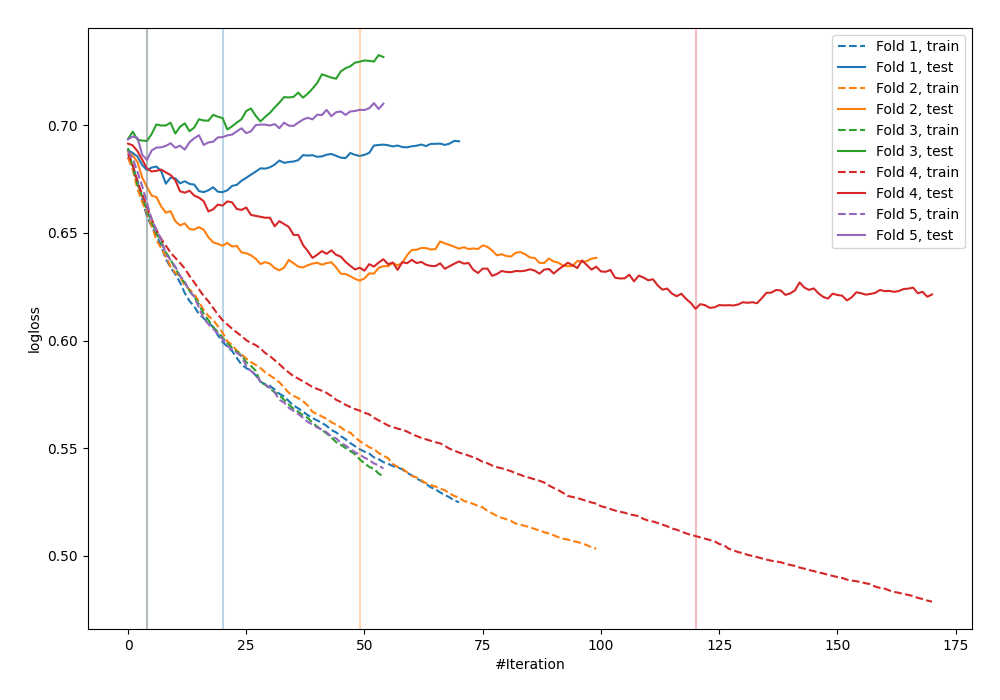 0.70
0.65
0.60
0.55
0.50
logloss
0
25
50
75
100
125
150
175
#Iteration
Fold 1, train
Fold 1, test
Fold 2, train
Fold 2, test
Fold 3, train
Fold 3, test
Fold 4, train
Fold 4, test
Fold 5, train
Fold 5, test